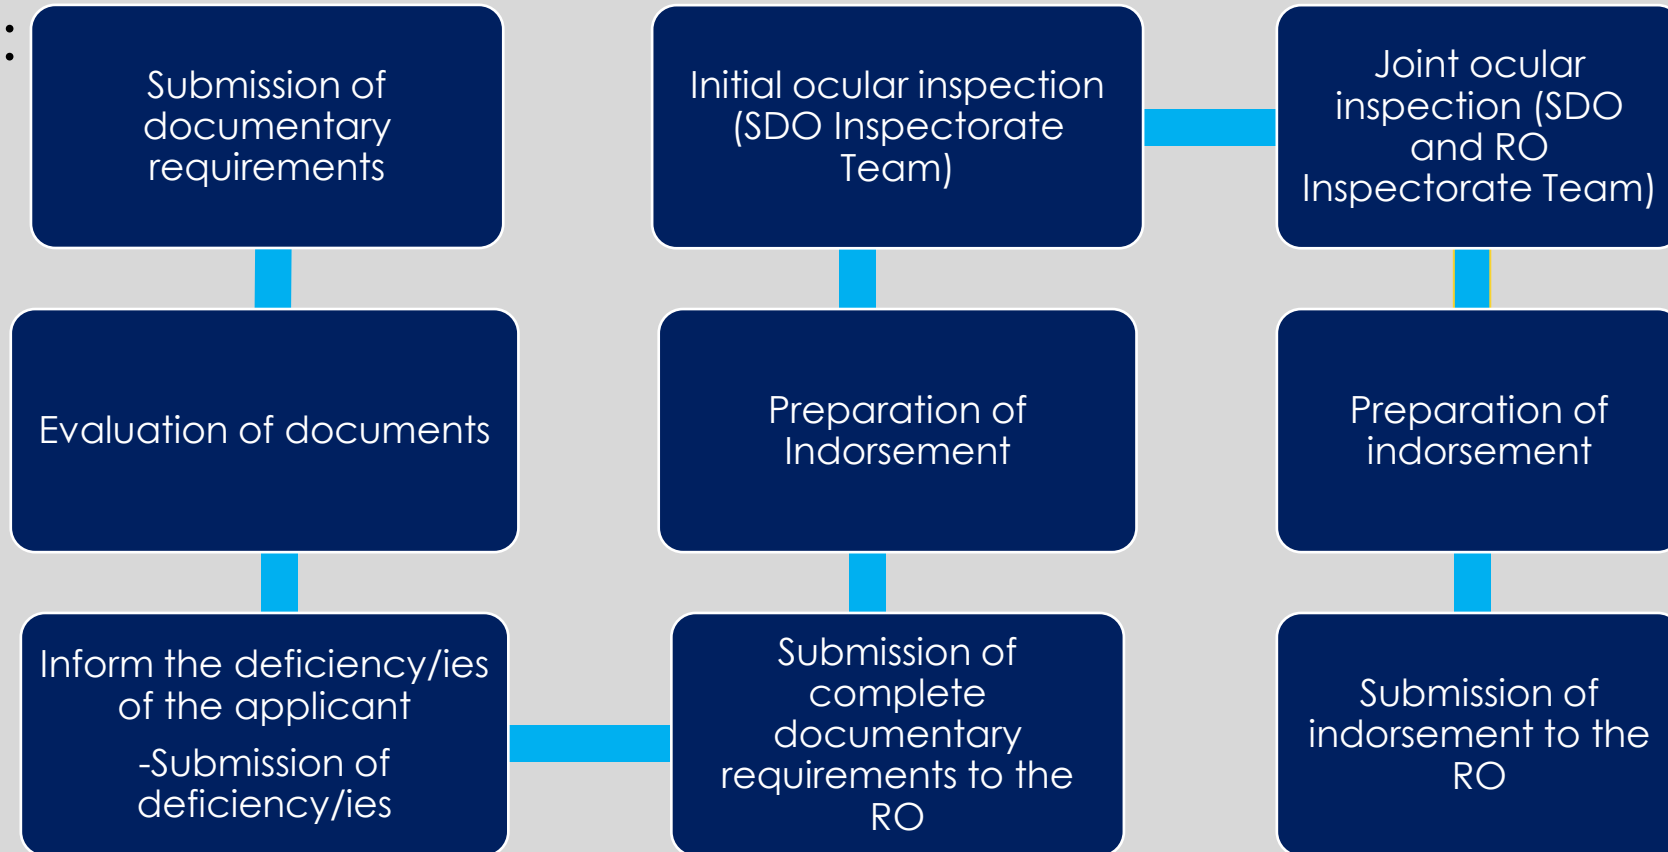 Submission of
documentary
requirements
Evaluation of documents
Inform the deficiency/ies
of the applicant
-Submission of
deficiency/ies
Submission of
complete
documentary
requirements to the
RO
Preparation of
Indorsement
Initial ocular inspection
(SDO Inspectorate
Team)
Joint ocular
inspection (SDO
and RO
Inspectorate Team)
Preparation of
indorsement
Submission of
indorsement to the
RO